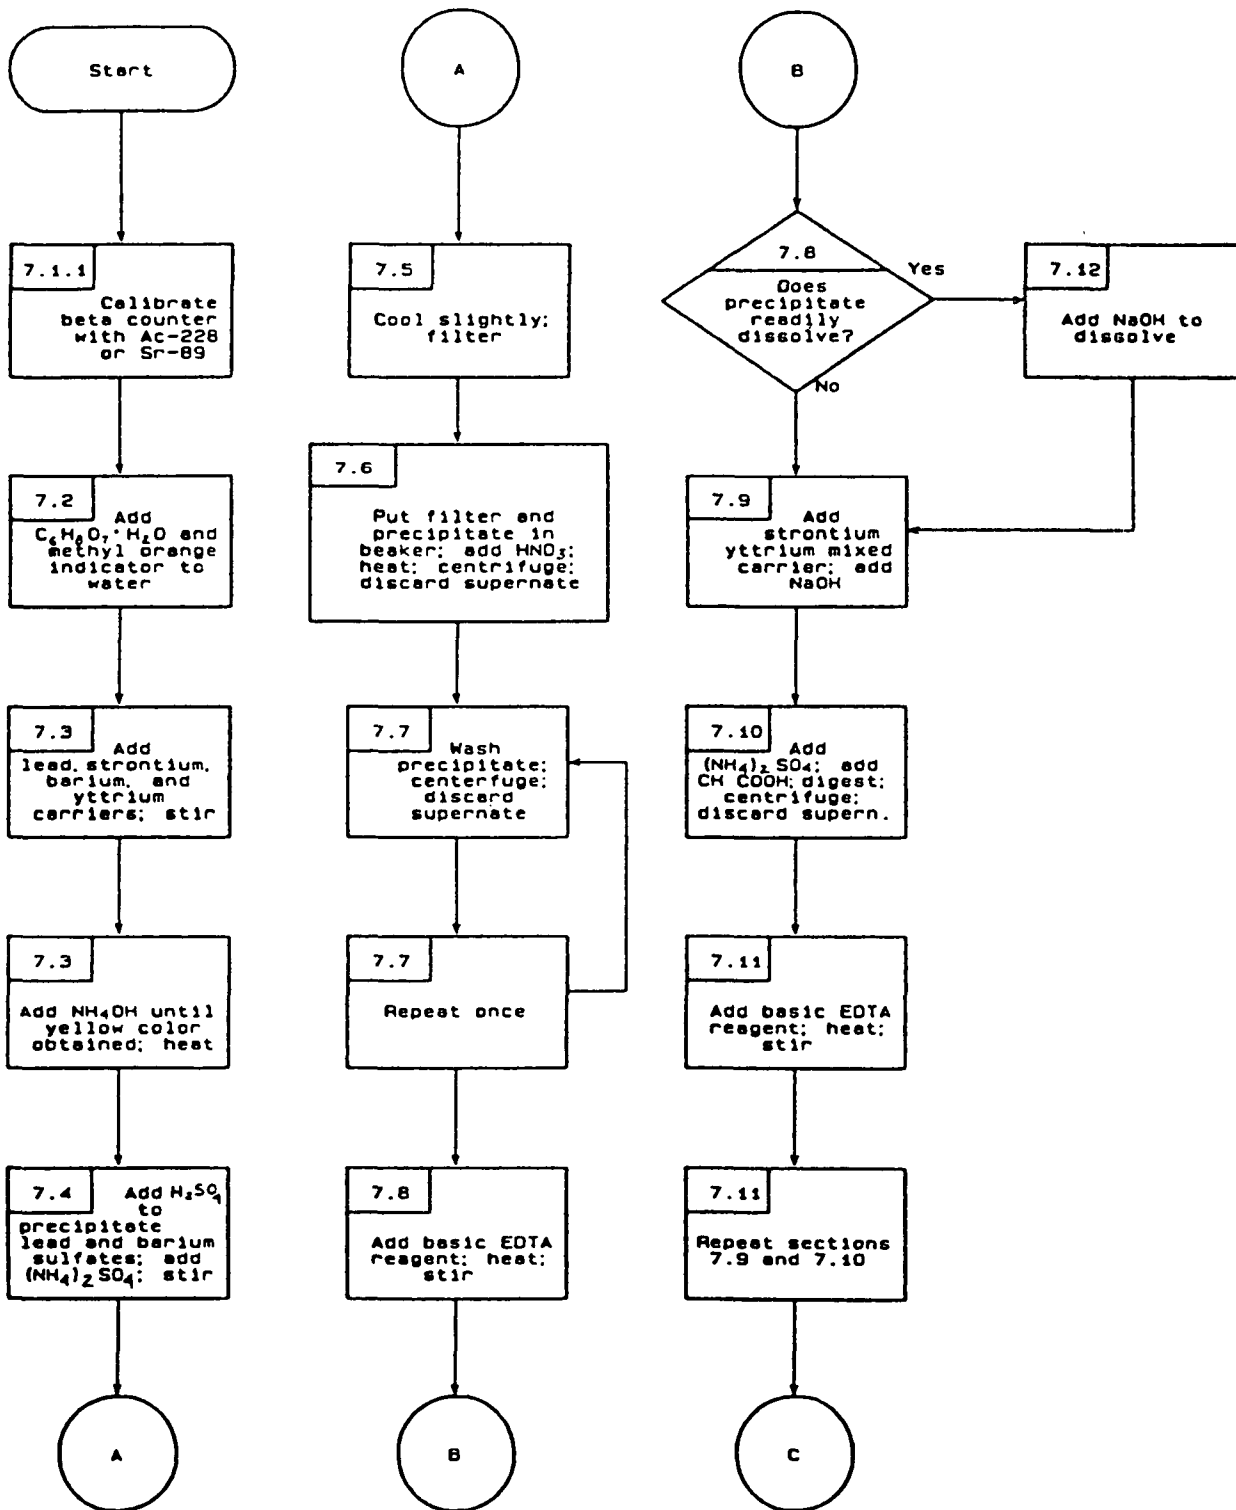 Start
7.1.1
Calibrate
beta counter
with Ac-228
or Sr-89
7.2
Add
C₆H₈O₇·H₂O and
methyl orange
indicator to
water
7.3
Add
lead, strontium,
barium, and
yttrium
carriers; stir
7.3
Add NH₄OH until
yellow color
obtained; heat
7.4
Add H₂SO₄
to
precipitate
lead and barium
sulfates; add
(NH₄)₂SO₄; stir
A
A
7.5
Cool slightly;
filter
7.6
Put filter and
precipitate in
beaker; add HNO₃;
heat; centrifuge;
discard supernate
7.7
Wash
precipitate;
centerfuge;
discard
supernate
7.7
Repeat once
7.8
Add basic EDTA
reagent; heat;
stir
B
B
7.8
Does
precipitate
readily
dissolve?
Yes
No
7.12
Add NaOH to
dissolve
7.9
Add
strontium
yttrium mixed
carrier; add
NaOH
7.10
Add
(NH₄)₂SO₄; add
CH COOH; digest;
centrifuge;
discard supern.
7.11
Add basic EDTA
reagent; heat;
stir
7.11
Repeat sections
7.9 and 7.10
C